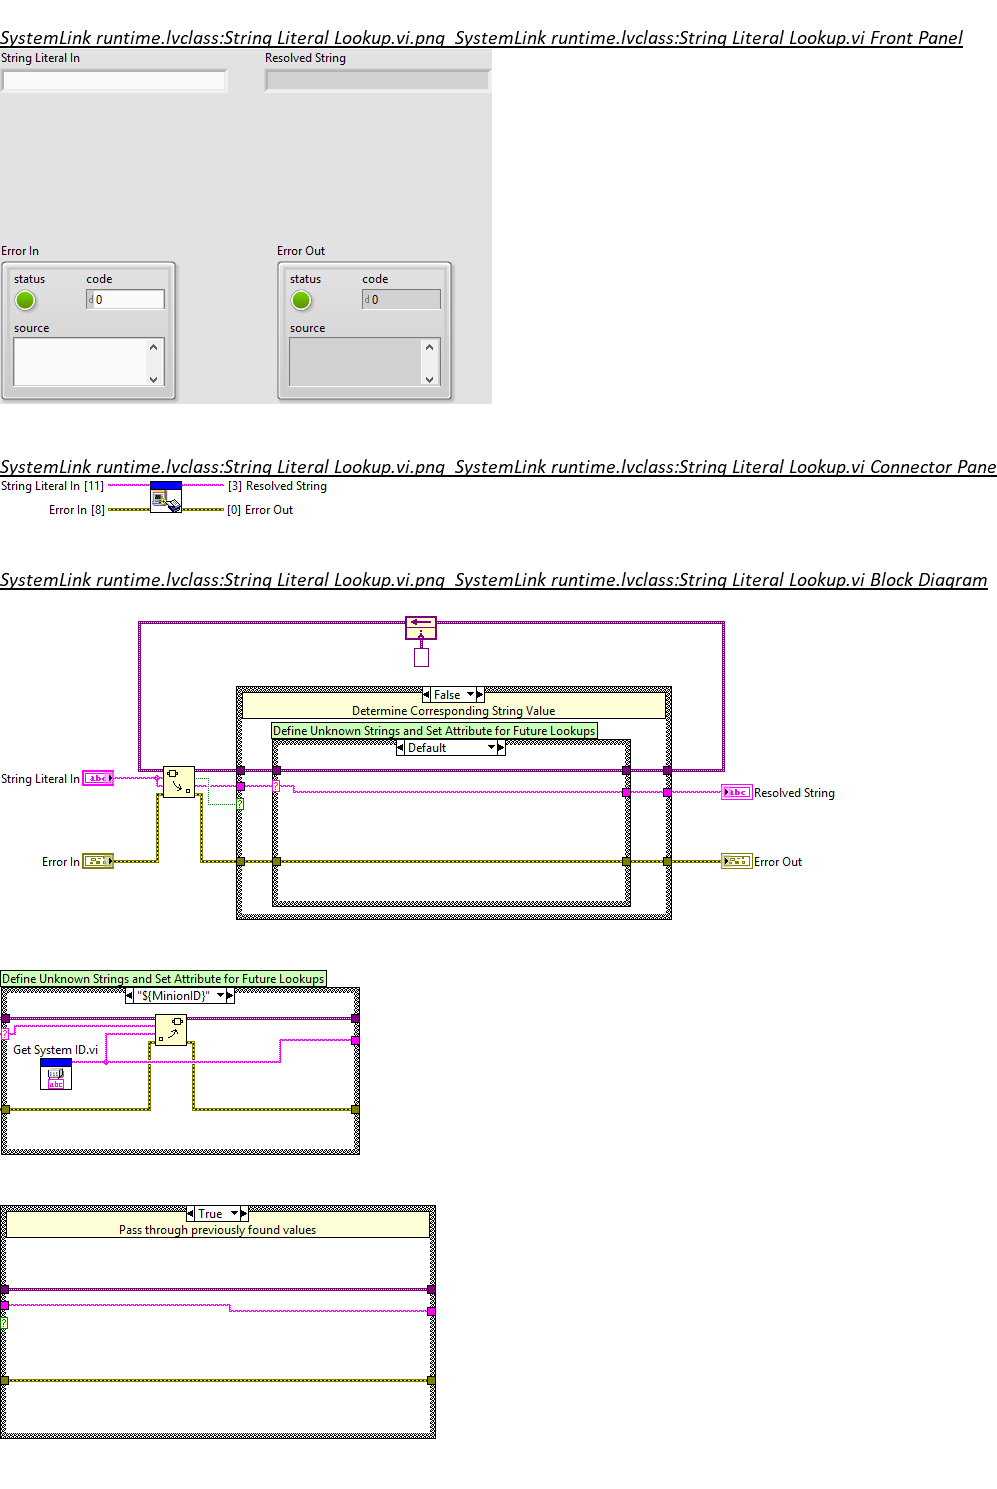 SystemLink runtime.lvclass:String Literal Lookup.vi.png SystemLink runtime.lvclass:String Literal Lookup.vi Front Panel
String Literal In
Resolved String
Error In
Error Out
status code
d 0
source
status code
d 0
source
SystemLink runtime.lvclass:String Literal Lookup.vi.png SystemLink runtime.lvclass:String Literal Lookup.vi Connector Pane
String Literal In [11]
[3] Resolved String
Error In [8]
[0] Error Out
SystemLink runtime.lvclass:String Literal Lookup.vi.png SystemLink runtime.lvclass:String Literal Lookup.vi Block Diagram
False
Determine Corresponding String Value
Define Unknown Strings and Set Attribute for Future Lookups
Default
String Literal In
abc
?
?
abc
Resolved String
Error In
Error Out
Define Unknown Strings and Set Attribute for Future Lookups
"${MinionID}"
?
Get System ID.vi
abc
True
Pass through previously found values
?